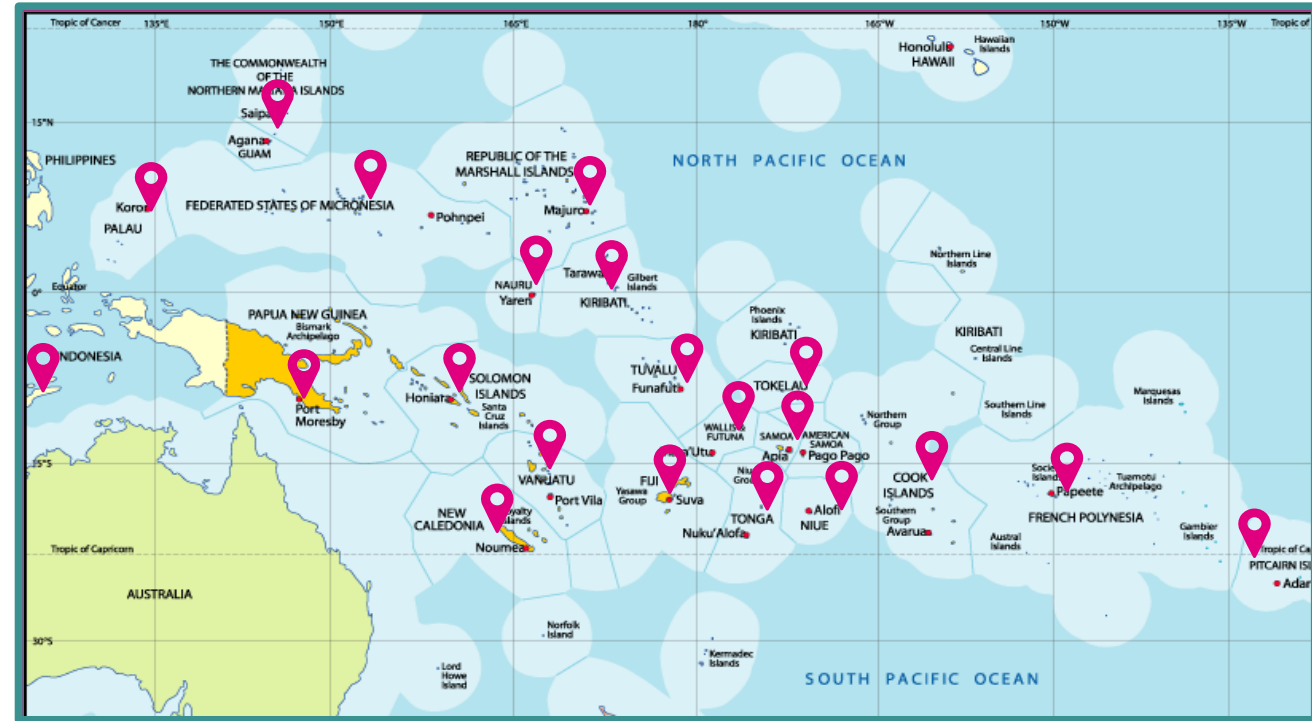 Tropic of Cancer
135°E
150°E
165°E
180°
165°W
150°W
135°W
Tropic of
Honolulu
HAWAII
Hawaiian
Islands
THE COMMONWEALTH
OF THE
NORTHERN MARIANA ISLANDS
15°N
Agana
GUAM
PHILIPPINES
REPUBLIC OF THE
MARSHALL ISLANDS
NORTH PACIFIC OCEAN
Koror
PALAU
FEDERATED STATES OF MICRONESIA
Pohnpei
Majuro
Northern Line
Islands
Tarawa
Gilbert
Islands
KIRIBATI
NAURU
Yaren
Equator
0°
PAPUA NEW GUINEA
Bismark
Archipelago
Phoenix
Islands
KIRIBATI
KIRIBATI
Central Line
Islands
INDONESIA
SOLOMON
ISLANDS
Honiara
Santa
Cruz
Islands
TUVALU
Funafuti
TOKELAU
Marquesas
Islands
Southern Line
Islands
Port
Moresby
Northern
Group
WALLIS &
FUTUNA
SAMOA
AMERICAN
SAMOA
Apia
Pago Pago
15°S
VANUATU
Port Vila
FIJI
Yasawa
Group
Suva
COOK
ISLANDS
Papeete
Tuemotu
Archipelago
FRENCH POLYNESIA
NEW
CALEDONIA
Islands
Noumea
TONGA
Nuku'Alofa
Alofi
NIUE
Southern
Group
Avarua
Austral
Islands
Gambier
Islands
Tropic of Capricorn
Tropic of Ca
PITCAIRN ISL
Adam
AUSTRALIA
Norfolk
Island
30°S
Kermadec
Islands
Lord
Howe
Island
SOUTH PACIFIC OCEAN